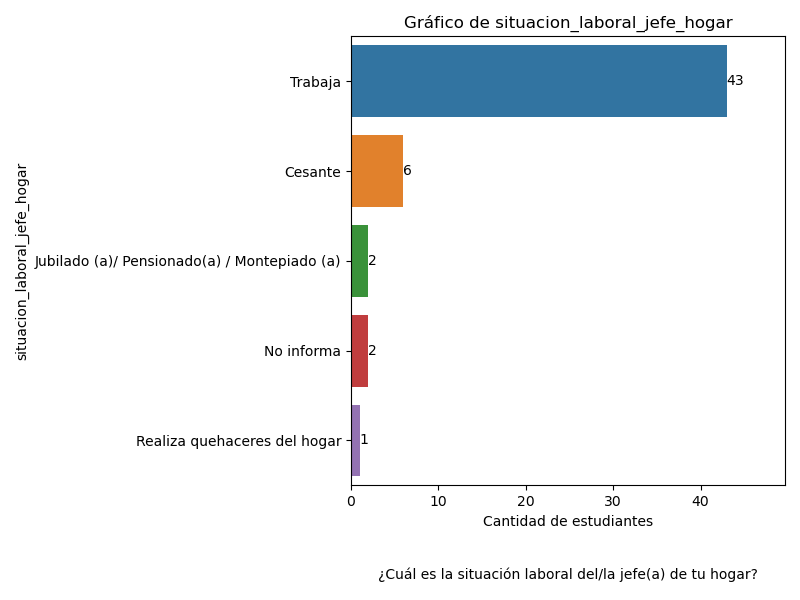 Gráfico de situacion_laboral_jefe_hogar
situacion_laboral_jefe_hogar
Trabaja
43
Cesante
6
Jubilado (a)/ Pensionado(a) / Montepiado (a)
2
No informa
2
Realiza quehaceres del hogar
1
0 10 20 30 40
Cantidad de estudiantes
¿Cuál es la situación laboral del/la jefe(a) de tu hogar?